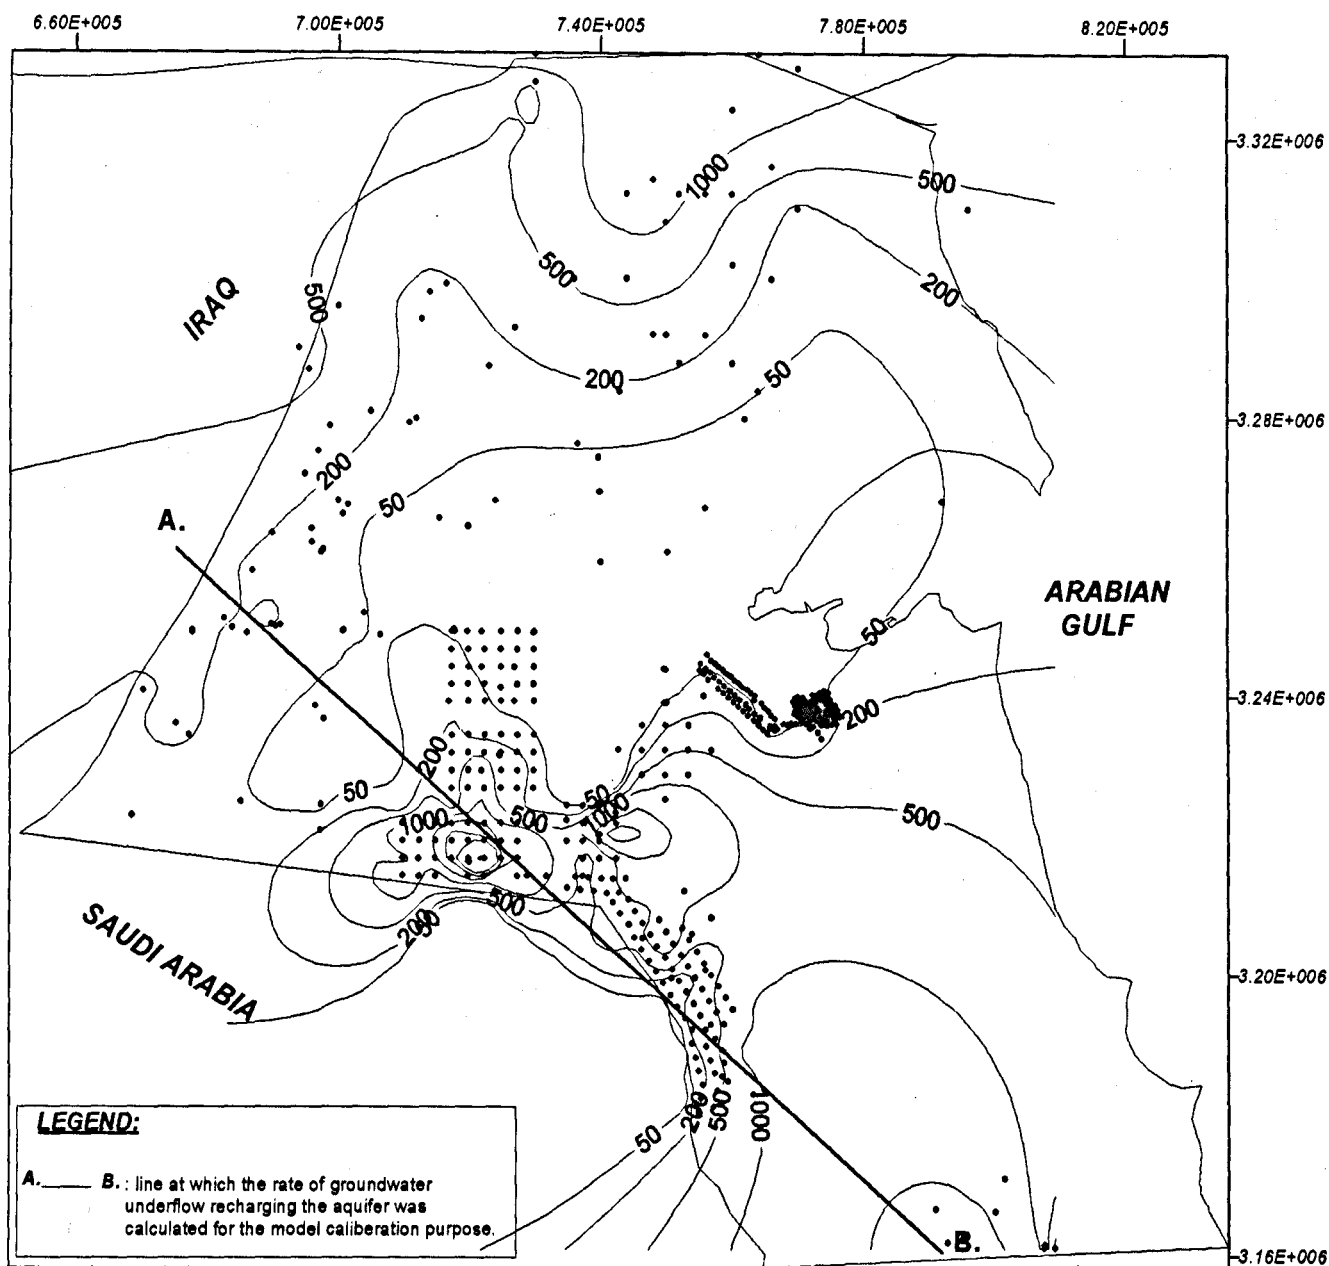 6.60E+005 7.00E+005 7.40E+005 7.80E+005 8.20E+005
3.32E+006
1000
500
500
200
IRAQ
500
200
50
3.28E+006
200
50
A.
ARABIAN
GULF
50
3.24E+006
200
200
50
50
1000
500
1000
500
500
200
50
SAUDI ARABIA
3.20E+006
50
200
500
1000
LEGEND:
A. B. : line at which the rate of groundwater
underflow recharging the aquifer was
calculated for the model caliberation purpose.
B.
3.16E+006